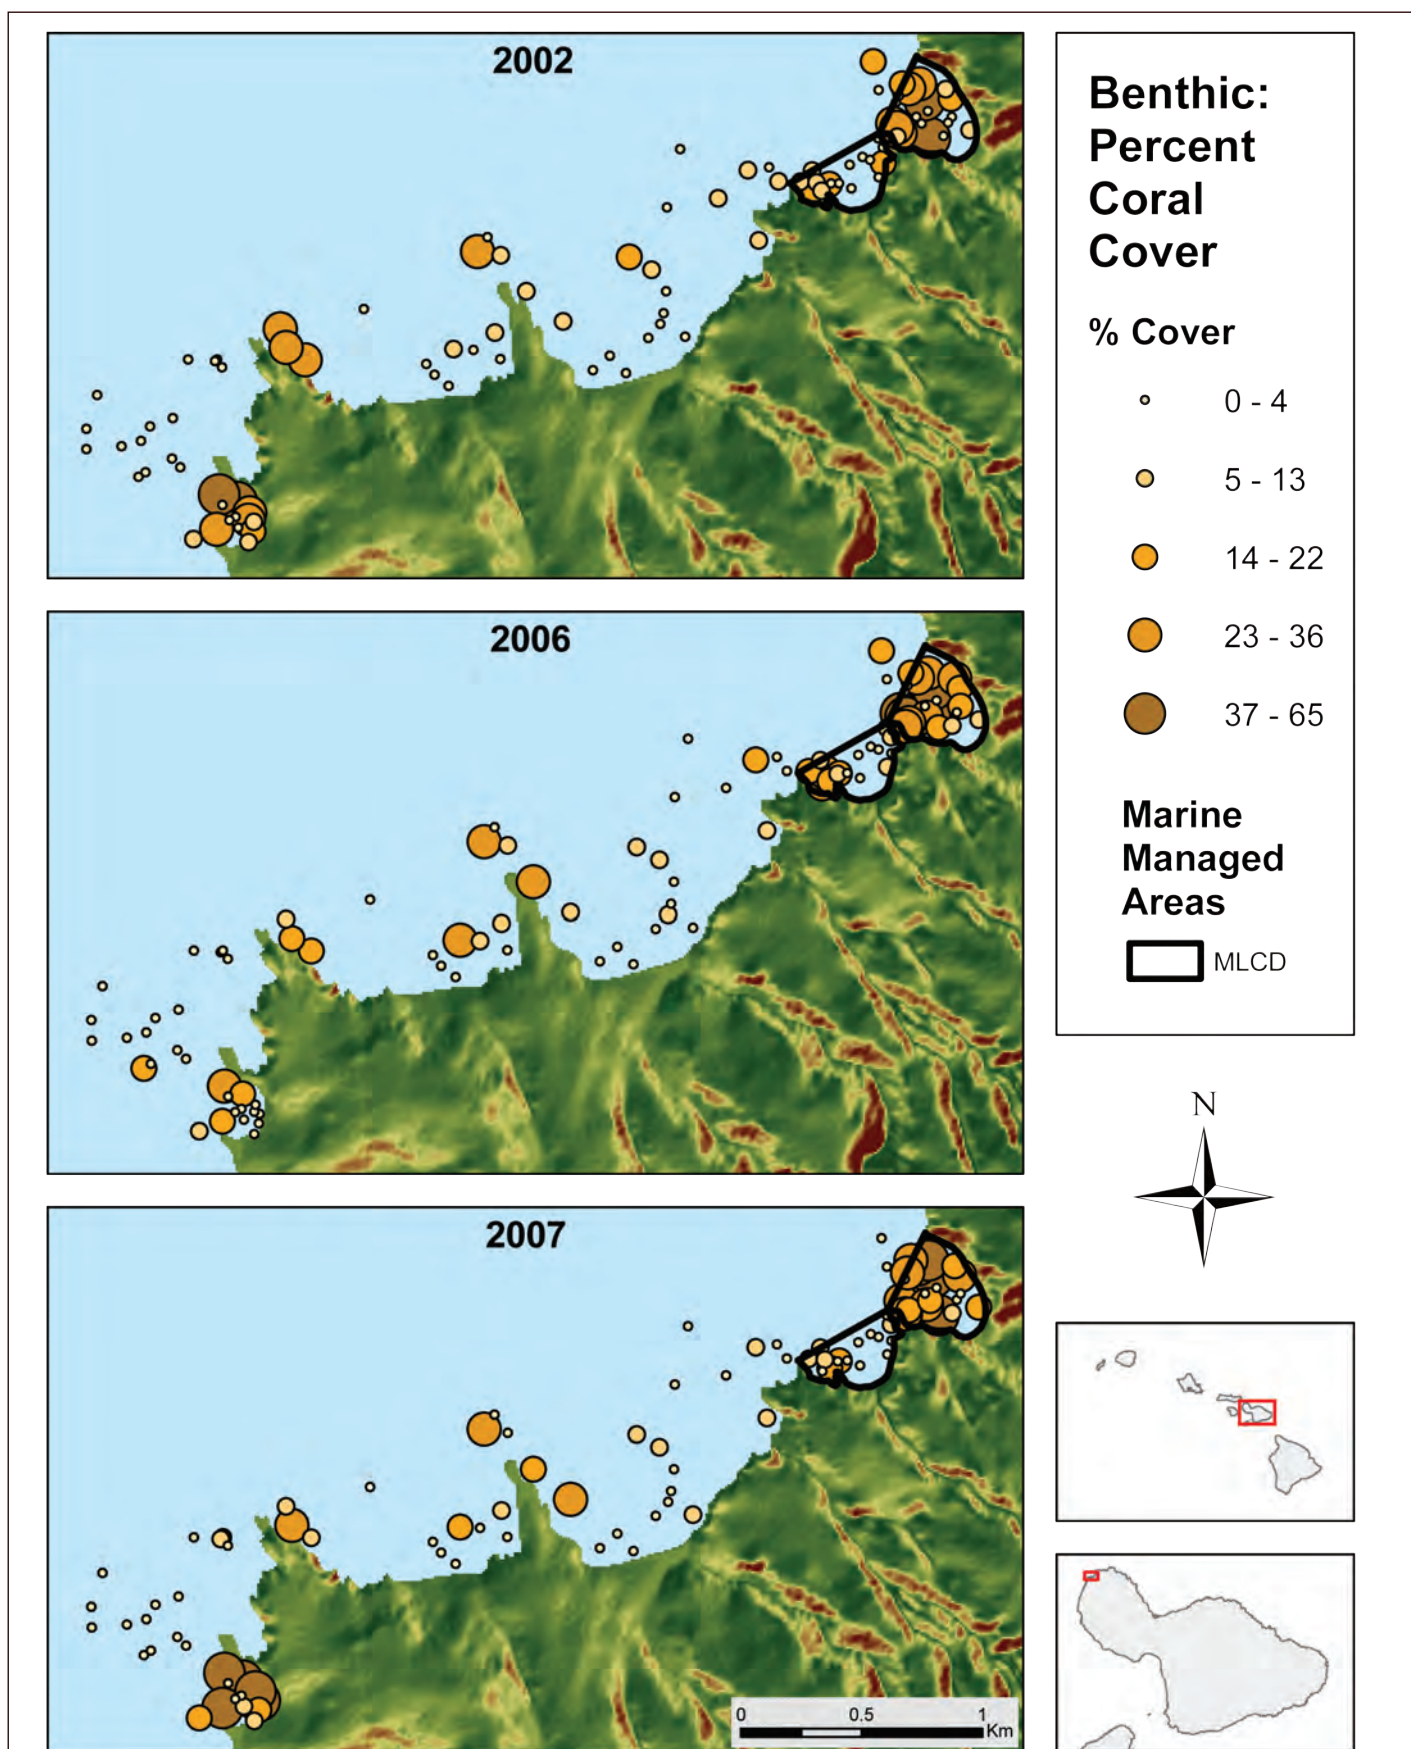 2002
2006
2007
0 0.5 1
Km
Benthic:
Percent
Coral
Cover
% Cover
0 - 4
5 - 13
14 - 22
23 - 36
37 - 65
Marine
Managed
Areas
MLCD
N